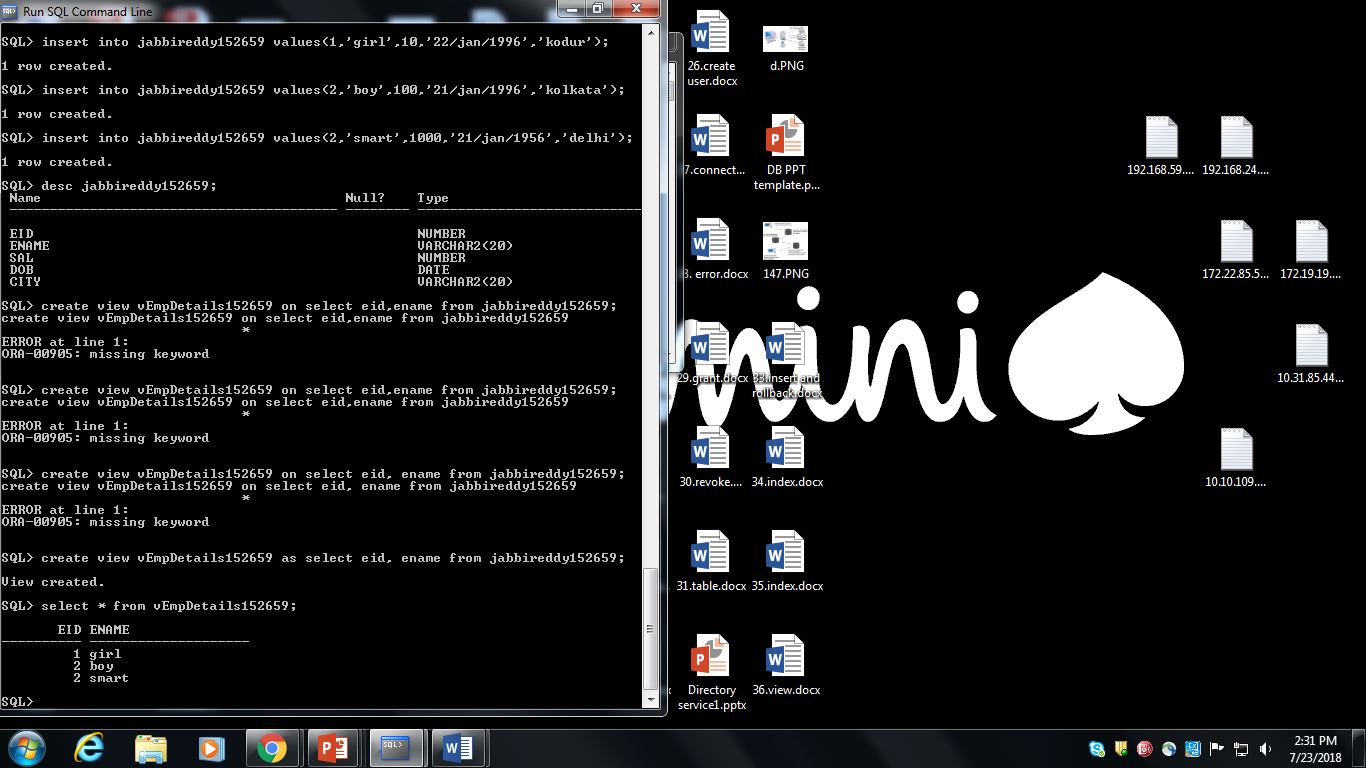 Run SQL Command Line
SQL> insert into jabbireddy152659 values(1,'girl',10,'22/jan/1996','kodur');
1 row created.
SQL> insert into jabbireddy152659 values(2,'boy',100,'21/jan/1996','kolkata');
1 row created.
SQL> insert into jabbireddy152659 values(2,'smart',1000,'21/jan/1956','delhi');
1 row created.
SQL> desc jabbireddy152659;
Name Null? Type
EID NUMBER
ENAME VARCHAR2(20)
SAL NUMBER
DOB DATE
CITY VARCHAR2(20)
SQL> create view vEmpDetails152659 on select eid,ename from jabbireddy152659;
create view vEmpDetails152659 on select eid,ename from jabbireddy152659
*
ERROR at line 1:
ORA-00905: missing keyword
SQL> create view vEmpDetails152659 on select eid,ename from jabbireddy152659;
create view vEmpDetails152659 on select eid,ename from jabbireddy152659
*
ERROR at line 1:
ORA-00905: missing keyword
SQL> create view vEmpDetails152659 on select eid, ename from jabbireddy152659;
create view vEmpDetails152659 on select eid, ename from jabbireddy152659
*
ERROR at line 1:
ORA-00905: missing keyword
SQL> create view vEmpDetails152659 as select eid, ename from jabbireddy152659;
View created.
SQL> select * from vEmpDetails152659;
EID ENAME
1 girl
2 boy
2 smart
SQL>
26.create
user.docx
d.PNG
7.connect...
DB PPT
template.p...
192.168.59....
192.168.24....
3. error.docx
147.PNG
172.22.85.5...
172.19.19....
mini
29.grant.docx
33.insert and
rollback.docx
10.31.85.44...
30.revoke....
34.index.docx
10.10.109....
31.table.docx
35.index.docx
Directory
service1.pptx
36.view.docx
SQL>
2:31 PM
7/23/2018